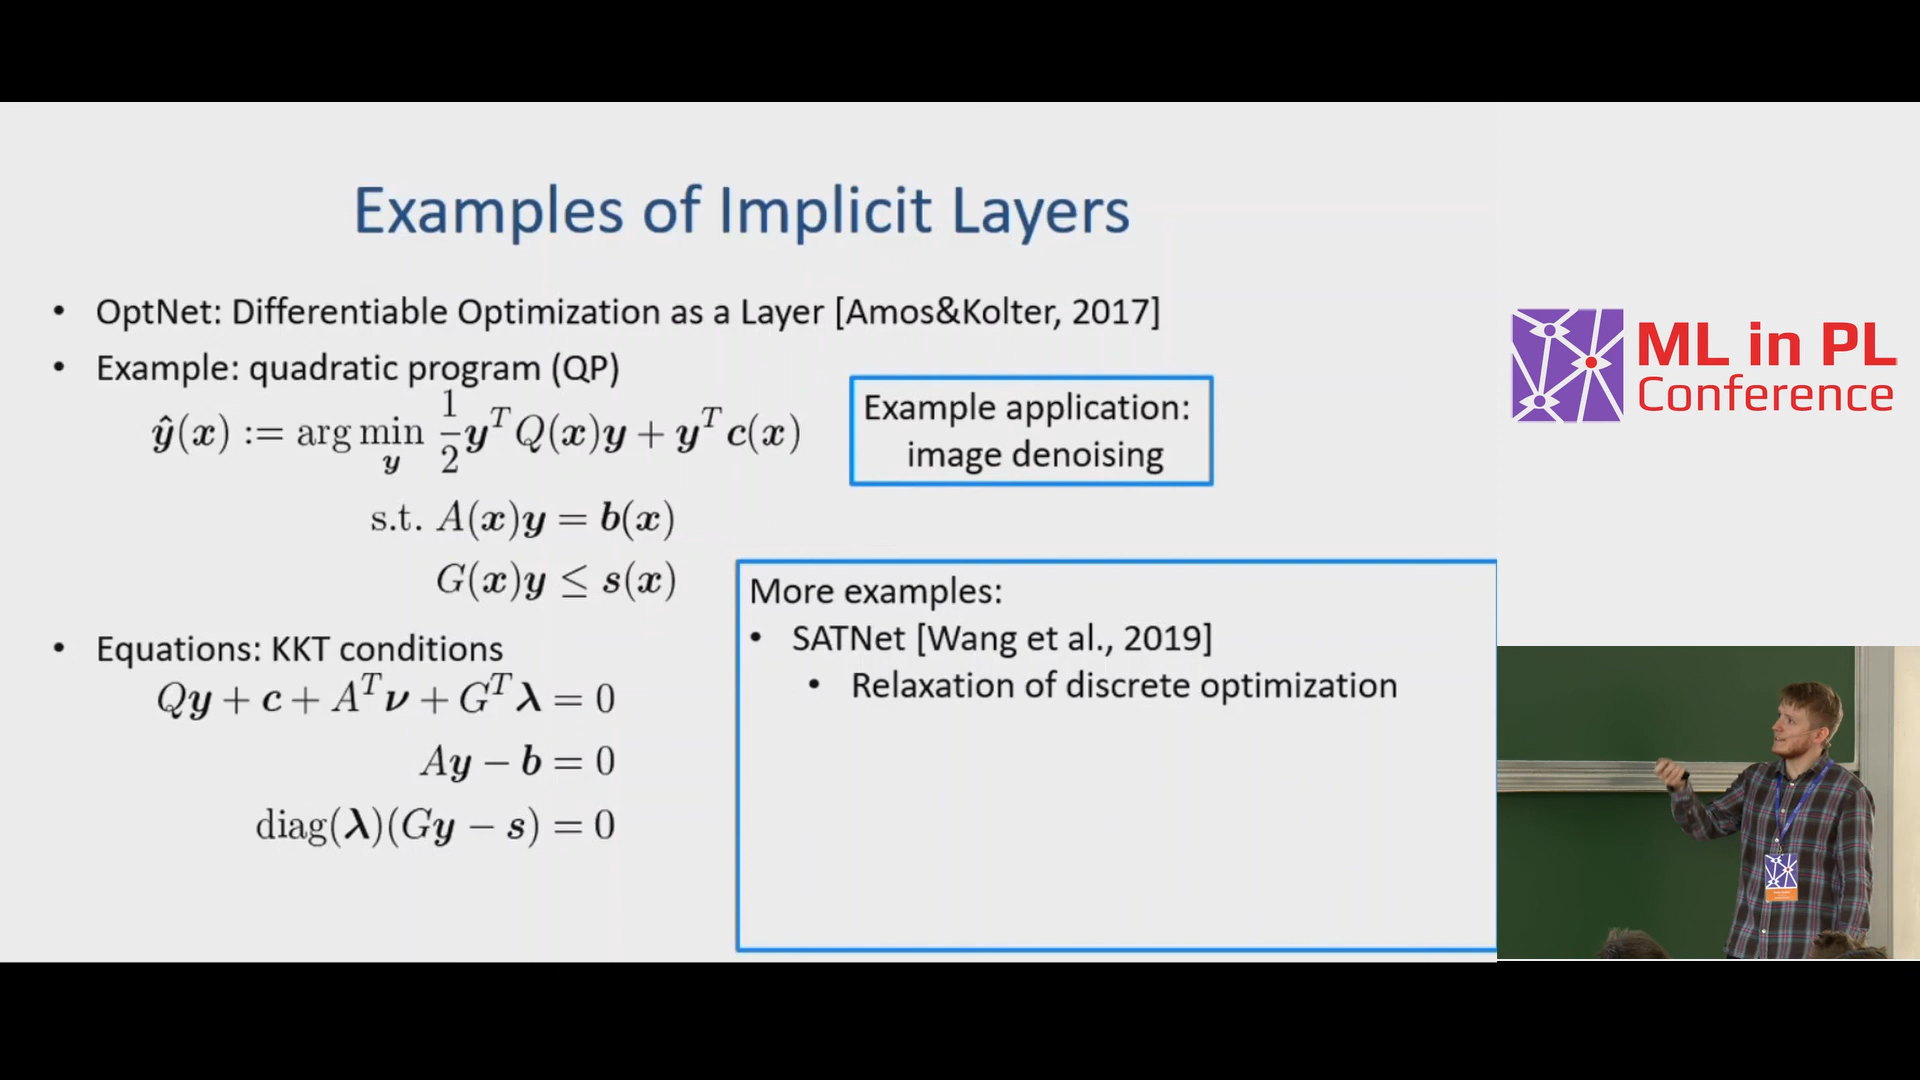 Examples of Implicit Layers
• OptNet: Differentiable Optimization as a Layer [Amos&Kolter, 2017]
• Example: quadratic program (QP)
ŷ(x) := arg min_y 1/2 y^T Q(x)y + y^T c(x)
s.t. A(x)y = b(x)
G(x)y ≤ s(x)
Example application:
image denoising
• Equations: KKT conditions
Qy + c + A^T ν + G^T λ = 0
Ay − b = 0
diag(λ)(Gy − s) = 0
More examples:
• SATNet [Wang et al., 2019]
• Relaxation of discrete optimization
ML in PL
Conference